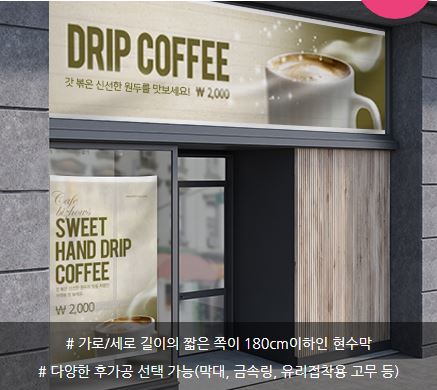 DRIP COFFEE
갓 볶은 신선한 원두를 맛보세요! ₩ 2,000
Cafe
SWEET
HAND DRIP
COFFEE
₩ 2,000
# 가로/세로 길이의 짧은 쪽이 180cm이하인 현수막
# 다양한 후가공 선택 가능(막대, 금속링, 유리접착용 고무 등)